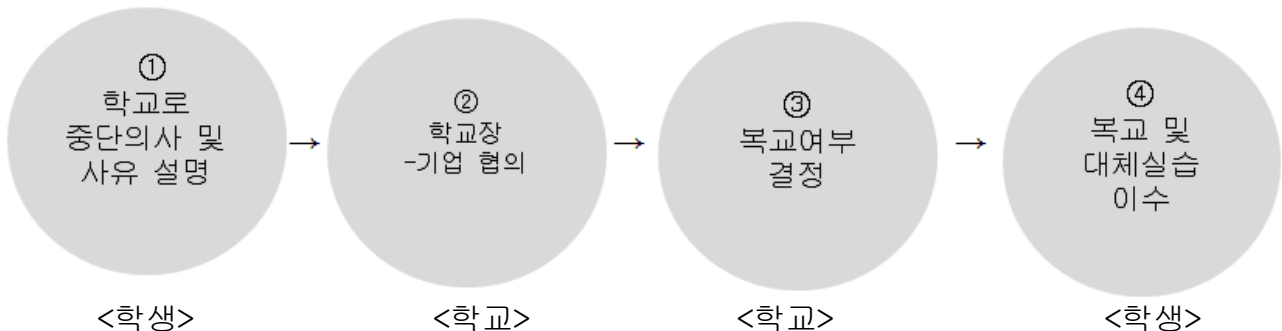 ①
학교로
중단의사 및
사유 설명
→
②
학교장
-기업 협의
→
③
복교여부
결정
→
④
복교 및
대체실습
이수
<학생>
<학교>
<학교>
<학생>